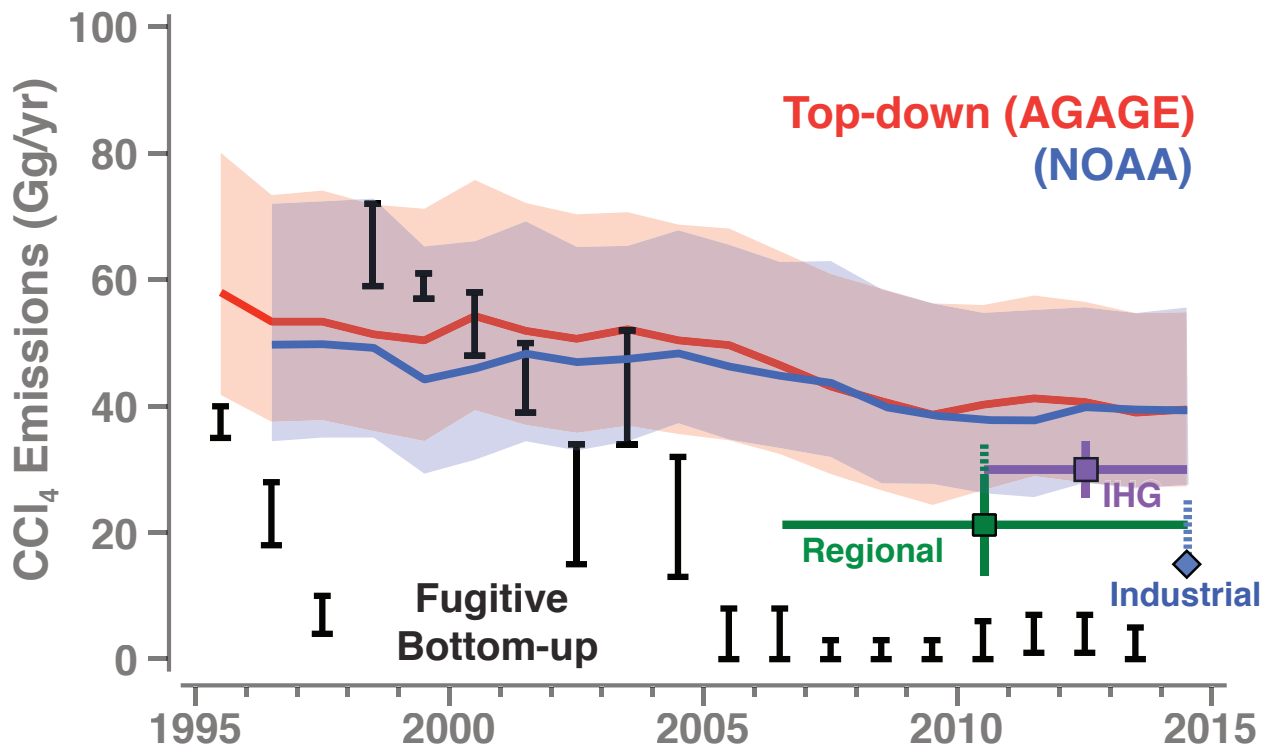 CCl₄ Emissions (Gg/yr)
100
80
60
40
20
0
Top-down (AGAGE)
(NOAA)
IHG
Regional
Industrial
Fugitive
Bottom-up
1995
2000
2005
2010
2015